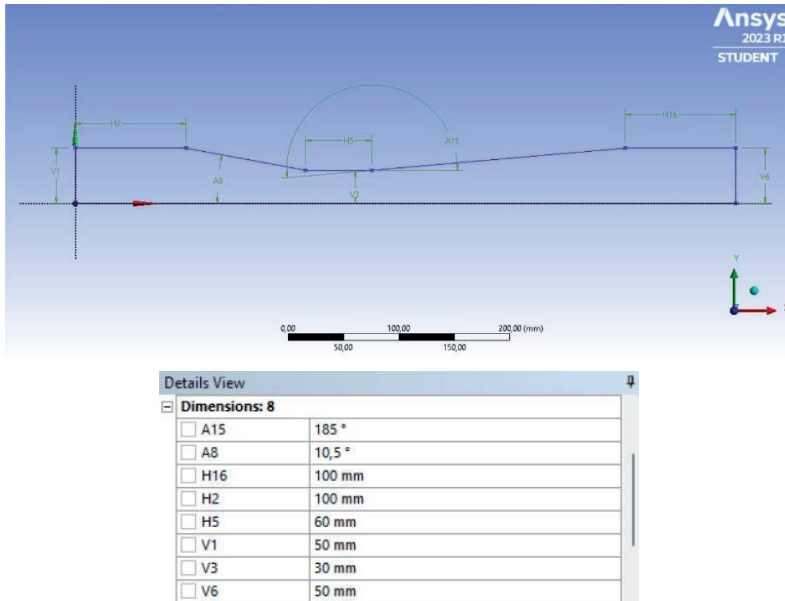 Ansys
2023 R1
STUDENT
H2
H16
H5
A15
V1
A8
V3
V6
Y
0,00
100,00
200,00 (mm)
50,00
150,00
Details View
Dimensions: 8
A15 185 °
A8 10,5 °
H16 100 mm
H2 100 mm
H5 60 mm
V1 50 mm
V3 30 mm
V6 50 mm